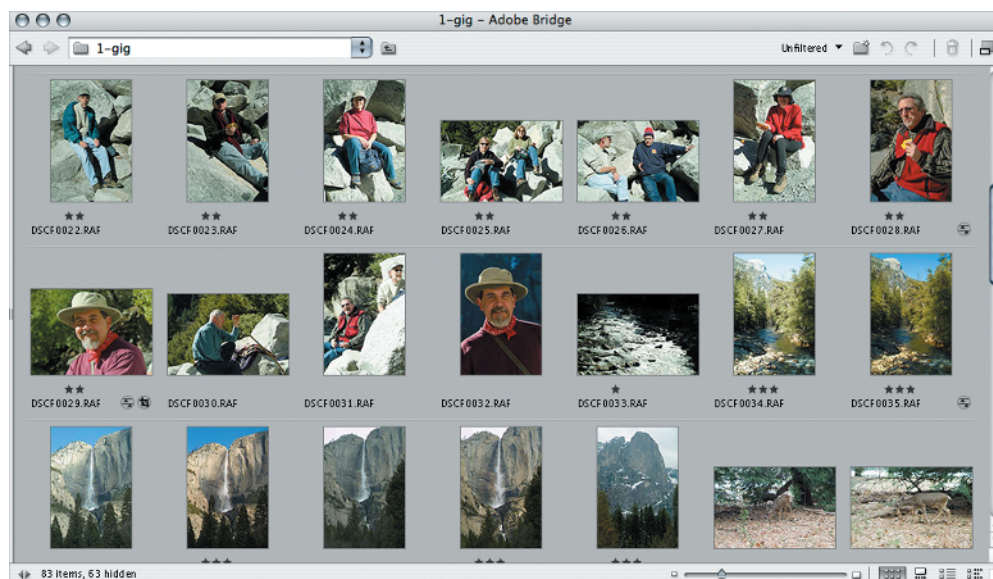 1-gig – Adobe Bridge
1-gig
Unfiltered
DSCF0022.RAF
DSCF0023.RAF
DSCF0024.RAF
DSCF0025.RAF
DSCF0026.RAF
DSCF0027.RAF
DSCF0028.RAF
DSCF0029.RAF
DSCF0030.RAF
DSCF0031.RAF
DSCF0032.RAF
DSCF0033.RAF
DSCF0034.RAF
DSCF0035.RAF
83 items, 63 hidden